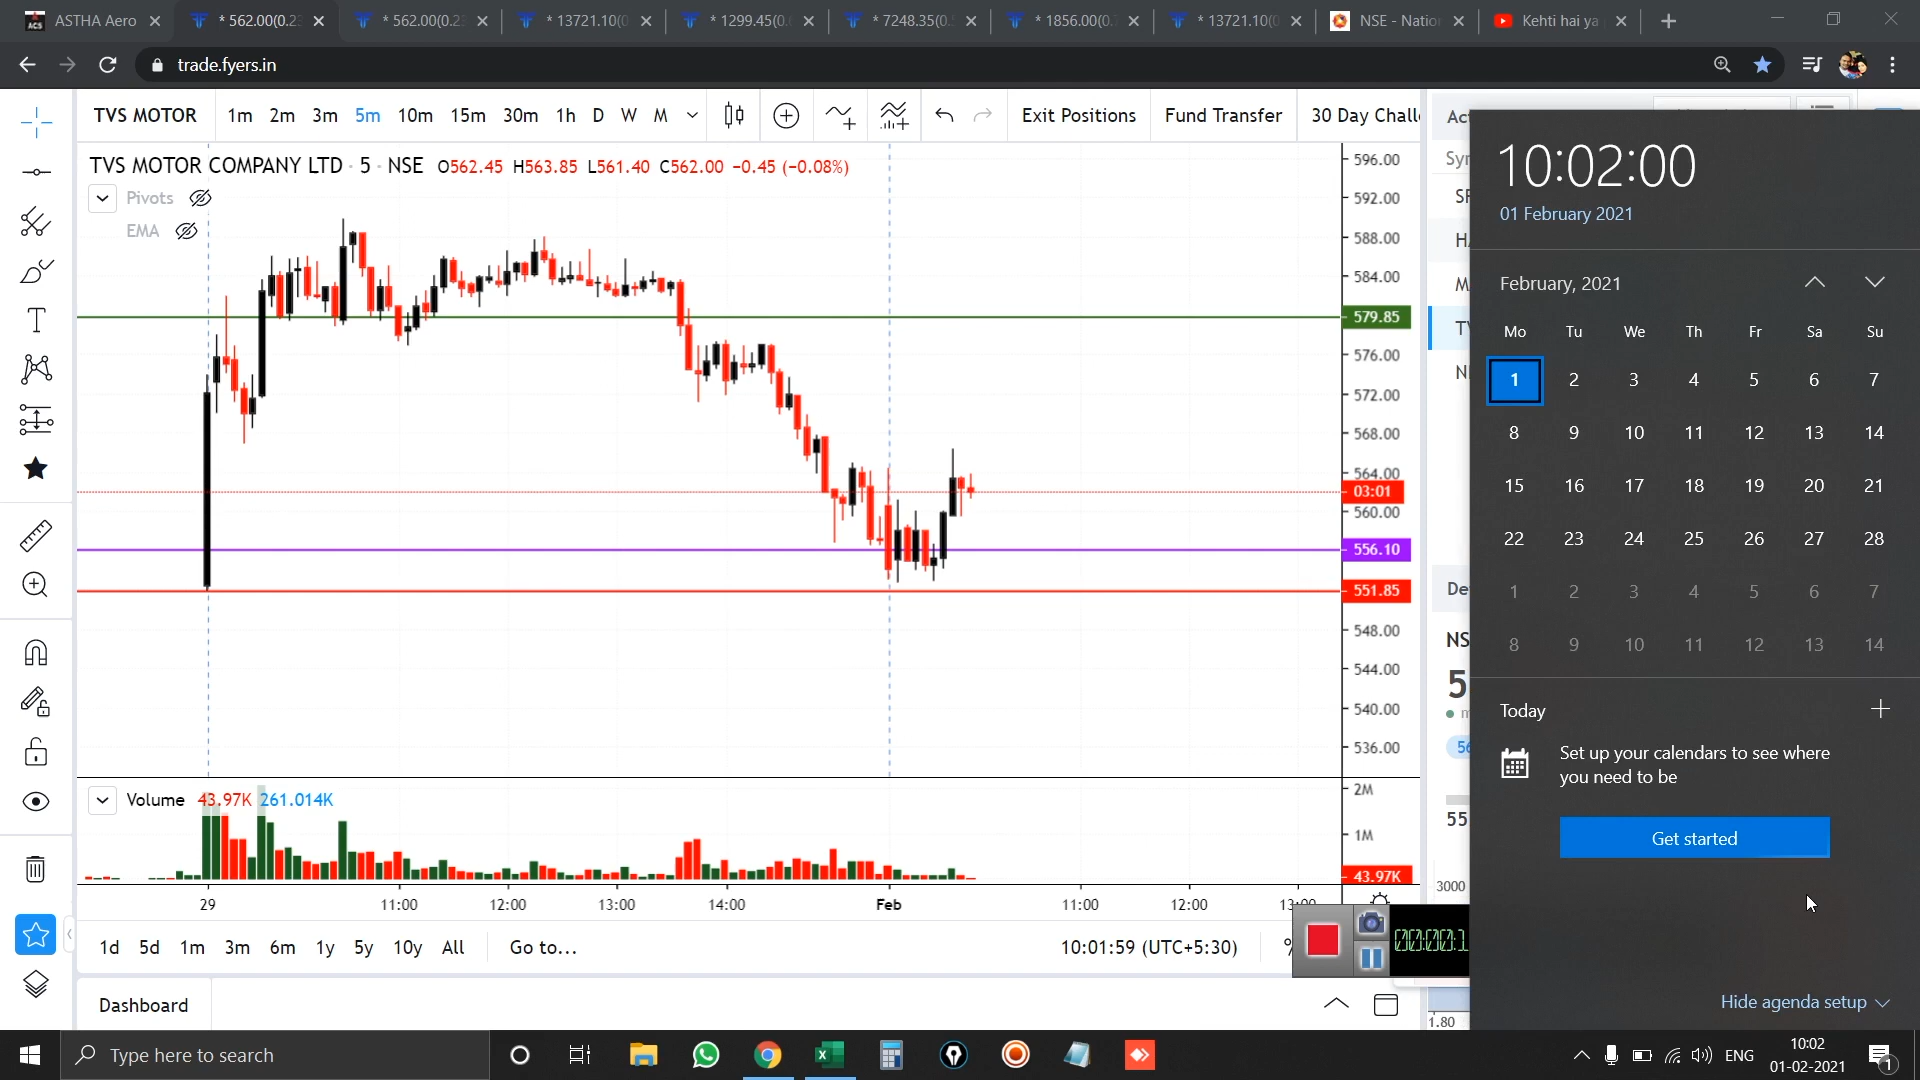 ASTHA Aero
* 562.00(0.23
* 562.00(0.23
* 13721.10(0
* 1299.45(0.
* 7248.35(0.
* 1856.00(0.
* 13721.10(0
NSE - Natio
Kehti hai ya
trade.fyers.in
TVS MOTOR 1m 2m 3m 5m 10m 15m 30m 1h D W M Exit Positions Fund Transfer 30 Day Chall
TVS MOTOR COMPANY LTD · 5 · NSE O562.45 H563.85 L561.40 C562.00 -0.45 (-0.08%)
Pivots
EMA
596.00
592.00
588.00
584.00
579.85
576.00
572.00
568.00
564.00
03:01
560.00
556.10
551.85
548.00
544.00
540.00
536.00
Volume 43.97K 261.014K
2M
1M
43.97K
29 11:00 12:00 13:00 14:00 Feb 11:00 12:00
1d 5d 1m 3m 6m 1y 5y 10y All Go to... 10:01:59 (UTC+5:30) %
Dashboard
De
NS
55
3000
1.80
10:02:00
01 February 2021
February, 2021
Mo Tu We Th Fr Sa Su
1 2 3 4 5 6 7
8 9 10 11 12 13 14
15 16 17 18 19 20 21
22 23 24 25 26 27 28
1 2 3 4 5 6 7
8 9 10 11 12 13 14
Today
Set up your calendars to see where
you need to be
Get started
Hide agenda setup
Type here to search
ENG
10:02
01-02-2021
1